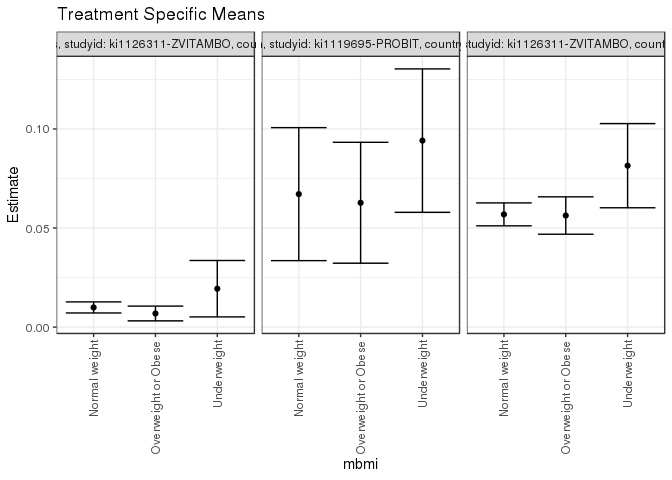 Treatment Specific Means
, studyid: ki1126311-ZVITAMBO, cou
, studyid: ki1119695-PROBIT, country
studyid: ki1126311-ZVITAMBO, count
Estimate
0.10
0.05
0.00
Normal weight
Overweight or Obese
Underweight
Normal weight
Overweight or Obese
Underweight
Normal weight
Overweight or Obese
Underweight
mbmi